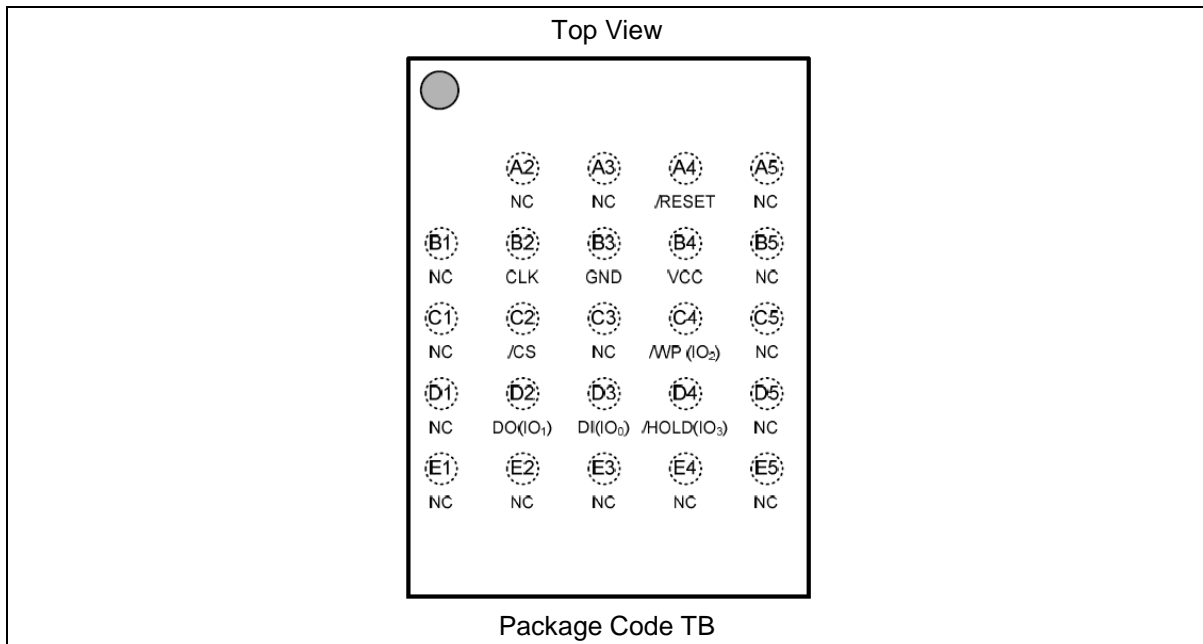 Top View
A2 A3 A4 A5
NC NC /RESET NC
B1 B2 B3 B4 B5
NC CLK GND VCC NC
C1 C2 C3 C4 C5
NC /CS NC /WP (IO₂) NC
D1 D2 D3 D4 D5
NC DO(IO₁) DI(IO₀) /HOLD(IO₃) NC
E1 E2 E3 E4 E5
NC NC NC NC NC
Package Code TB